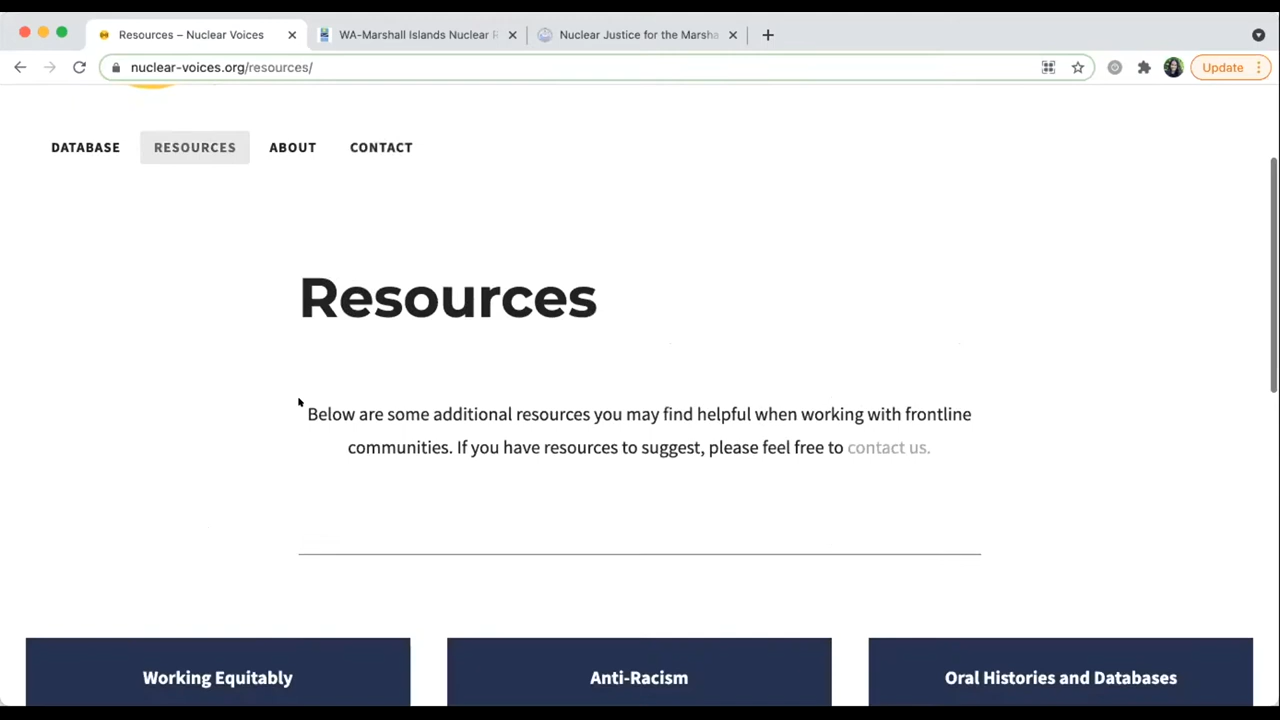 Resources – Nuclear Voices
WA-Marshall Islands Nuclear R
Nuclear Justice for the Marsha
nuclear-voices.org/resources/
Update
DATABASE
RESOURCES
ABOUT
CONTACT
Resources
Below are some additional resources you may find helpful when working with frontline
communities. If you have resources to suggest, please feel free to contact us.
Working Equitably
Anti-Racism
Oral Histories and Databases